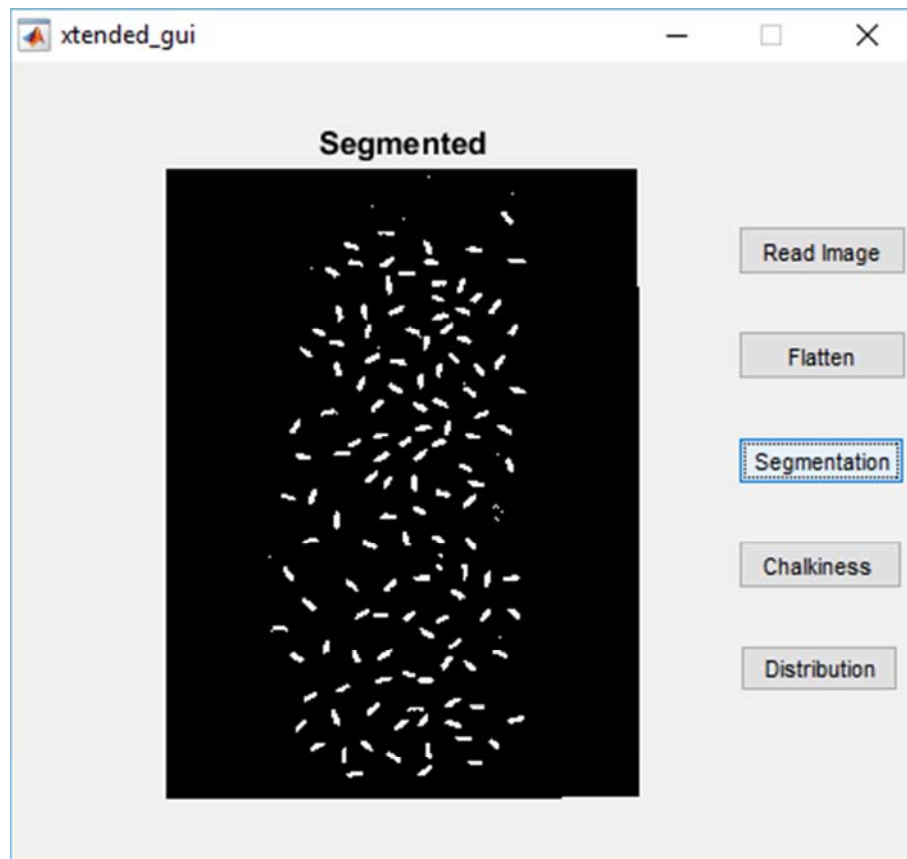 xtended_gui
Segmented
Read Image
Flatten
Segmentation
Chalkiness
Distribution